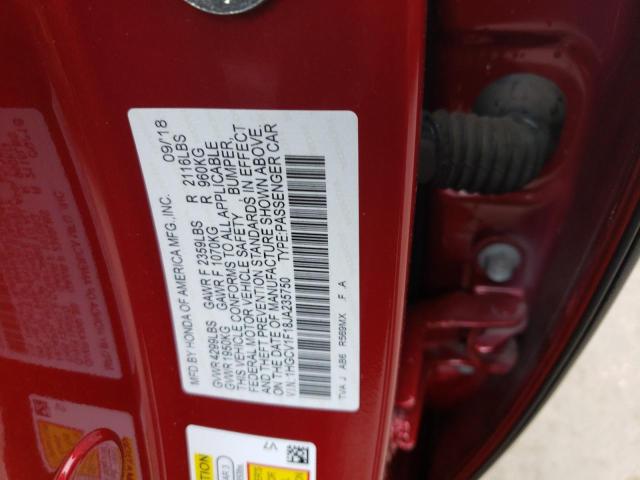 MFD. BY HONDA OF AMERICA MFG., INC. 09/18
GVWR 4299LBS GAWR F 2359LBS R 2116LBS
GVWR 1950KG GAWR F 1070KG R 960KG
THIS VEHICLE CONFORMS TO ALL APPLICABLE
FEDERAL MOTOR VEHICLE SAFETY, BUMPER,
AND THEFT PREVENTION STANDARDS IN EFFECT
ON THE DATE OF MANUFACTURE SHOWN ABOVE.
V.I.N. 1HGCV1F18JA235750 TYPE:PASSENGER CAR
TVA J AB6 R569MX F A